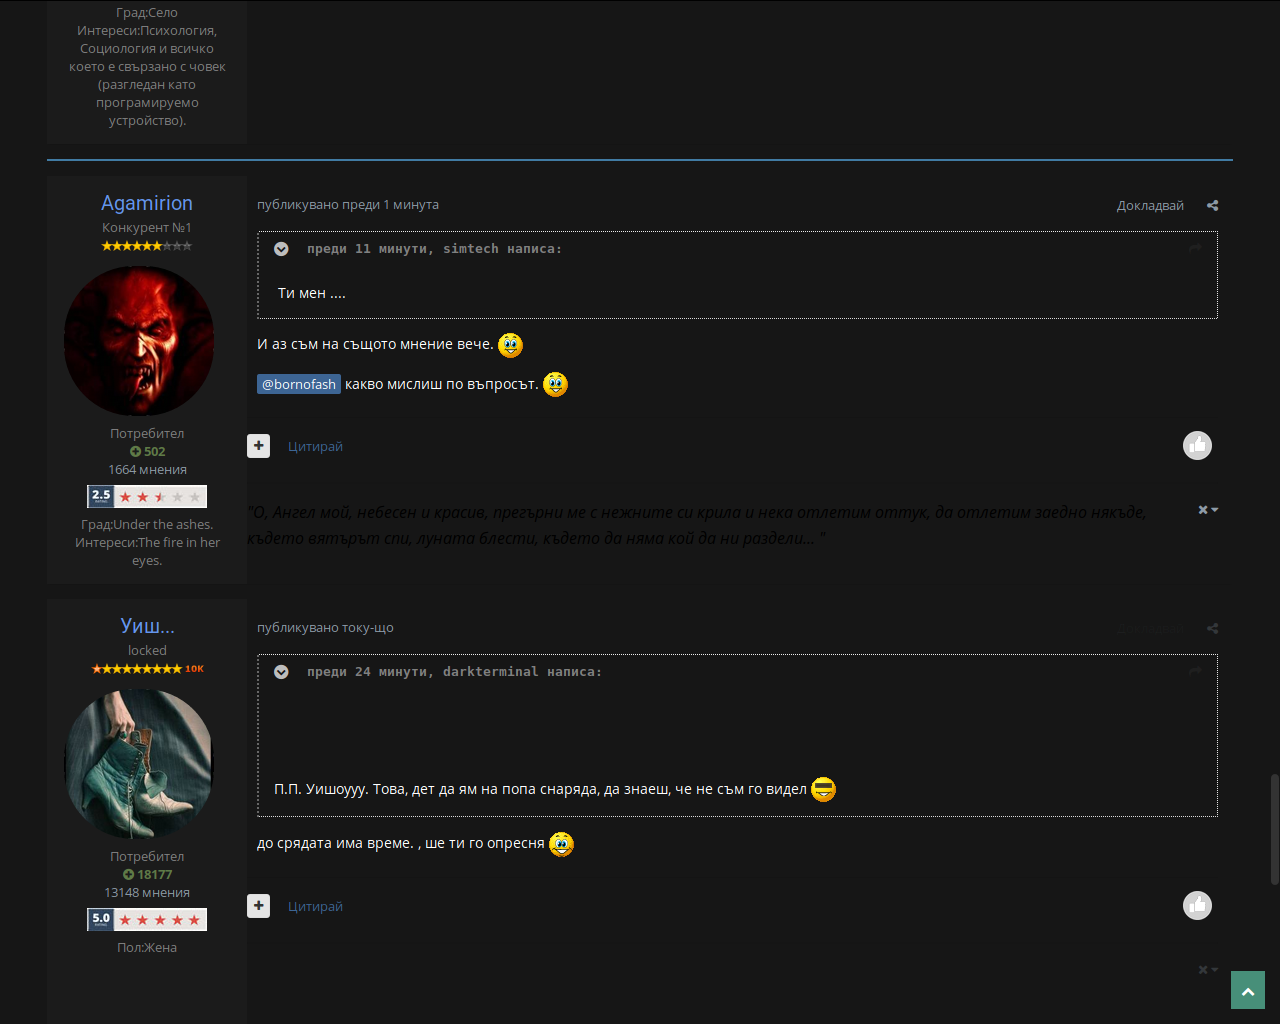 Град:Село
Интереси:Психология,
Социология и всичко
което е свързано с човек
(разгледан като
програмируемо
устройство).
Agamirion
Конкурент №1
502
Потребител
1664 мнения
2.5
Град:Under the ashes.
Интереси:The fire in her
eyes.
публикувано преди 1 минута
Докладвай
преди 11 минути, simtech написа:
Ти мен ....
И аз съм на същото мнение вече.
@bornofash какво мислиш по въпросът.
Цитирай
"О, Ангел мой, небесен и красив, прегърни ме с нежните си крила и нека отлетим оттук, да отлетим заедно някъде,
където вятърът спи, луната блести, където да няма кой да ни раздели... "
Уиш...
locked
10K
Потребител
18177
13148 мнения
5.0
Пол:Жена
публикувано току-що
Докладвай
преди 24 минути, darkterminal написа:
П.П. Уишоууу. Това, дет да ям на попа снаряда, да знаеш, че не съм го видел
до срядата има време. , ше ти го опресня
Цитирай